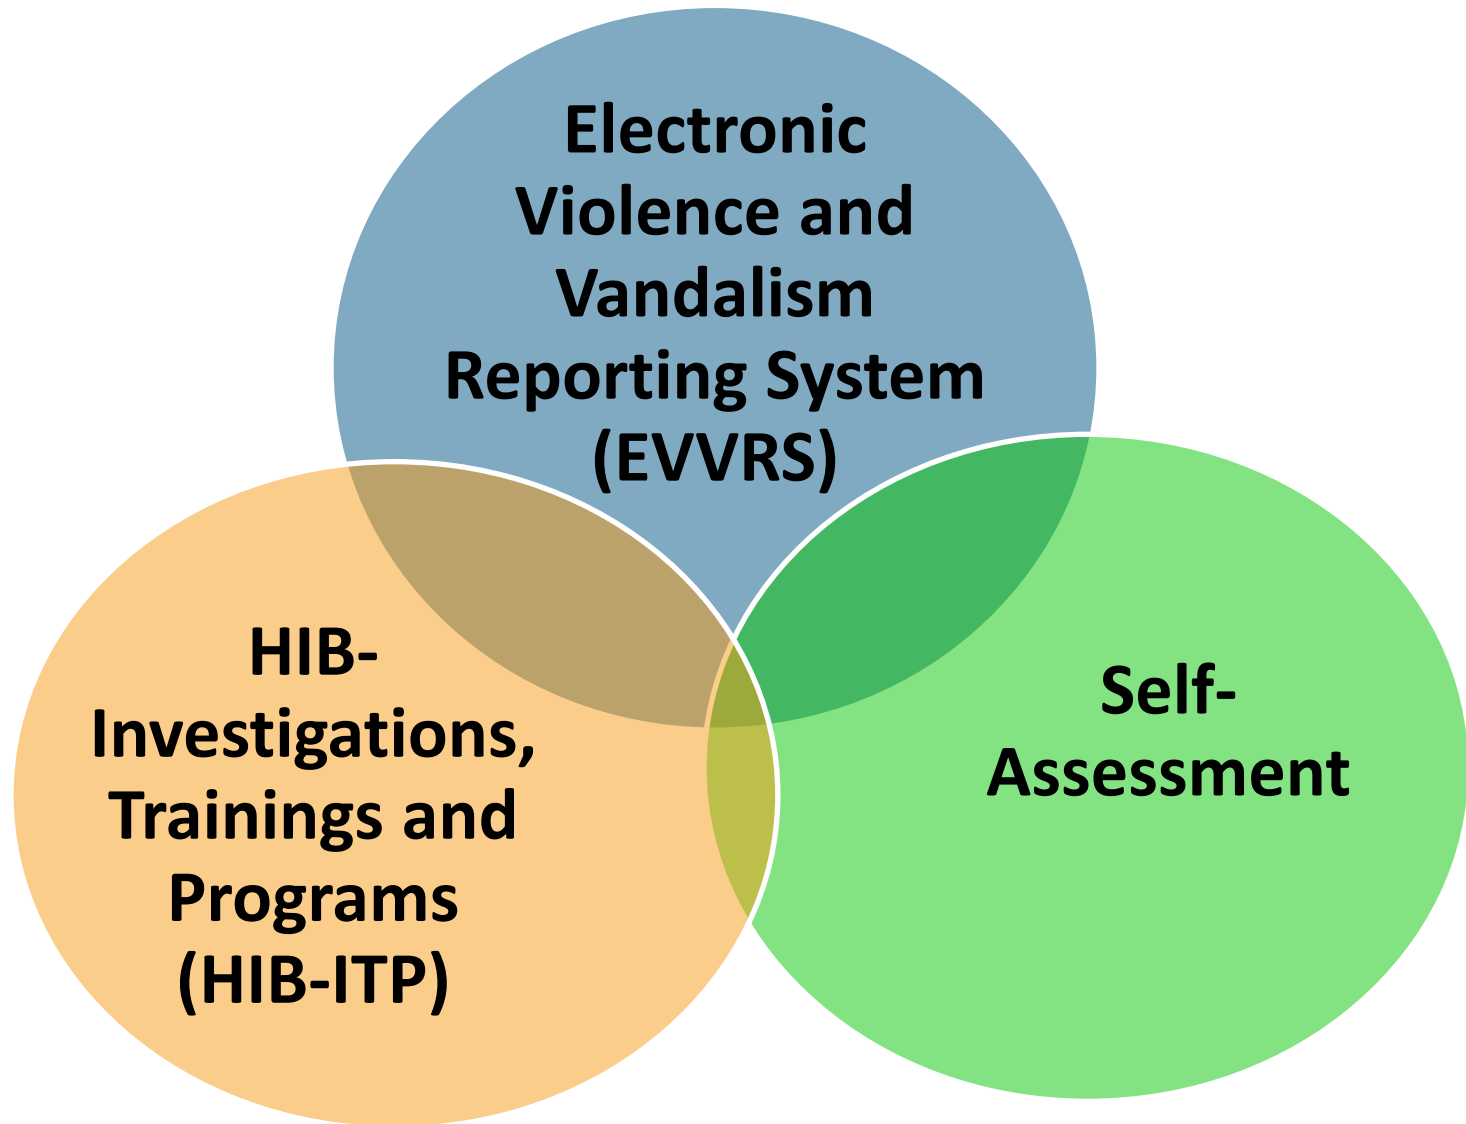 Electronic
Violence and
Vandalism
Reporting System
(EVVRS)
HIB-
Investigations,
Trainings and
Programs
(HIB-ITP)
Self-
Assessment